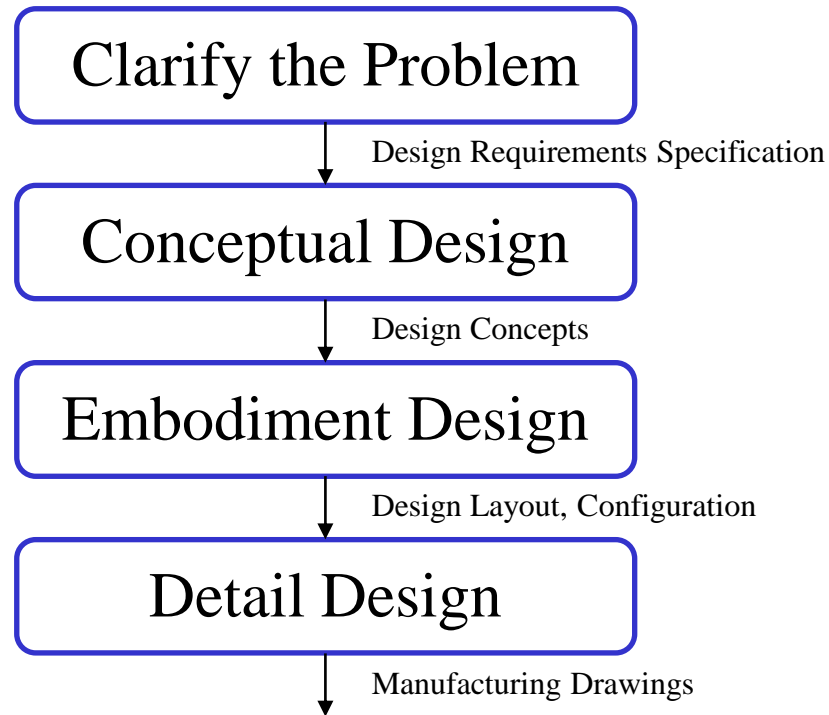 Clarify the Problem
Design Requirements Specification
Conceptual Design
Design Concepts
Embodiment Design
Design Layout, Configuration
Detail Design
Manufacturing Drawings